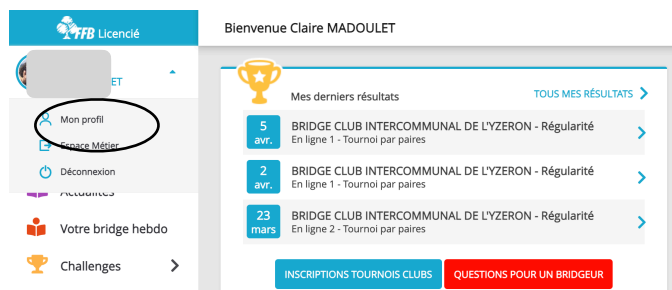 FFB Licencié
Bienvenue Claire MADOULET
ET
Mon profil
Espace Métier
Déconnexion
Actualités
Votre bridge hebdo
Challenges
Mes derniers résultats
TOUS MES RÉSULTATS
5 avr.
BRIDGE CLUB INTERCOMMUNAL DE L'YZERON - Régularité
En ligne 1 - Tournoi par paires
2 avr.
BRIDGE CLUB INTERCOMMUNAL DE L'YZERON - Régularité
En ligne 1 - Tournoi par paires
23 mars
BRIDGE CLUB INTERCOMMUNAL DE L'YZERON - Régularité
En ligne 2 - Tournoi par paires
INSCRIPTIONS TOURNOIS CLUBS
QUESTIONS POUR UN BRIDGEUR